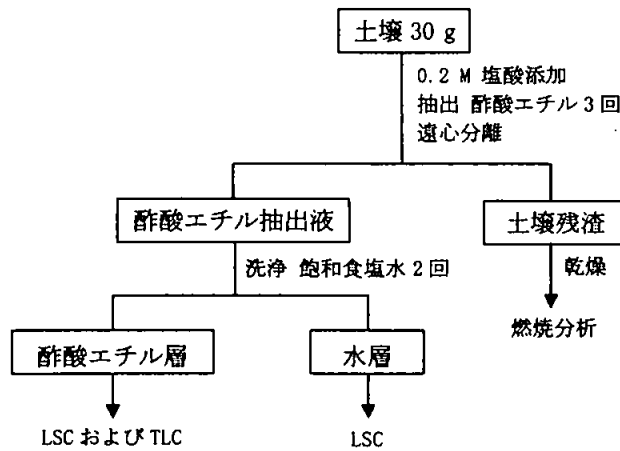 土壌 30 g
0.2 M 塩酸添加
抽出 酢酸エチル 3 回
遠心分離
酢酸エチル抽出液
土壌残渣
洗浄 飽和食塩水 2 回
乾燥
燃焼分析
酢酸エチル層
水層
LSC および TLC
LSC